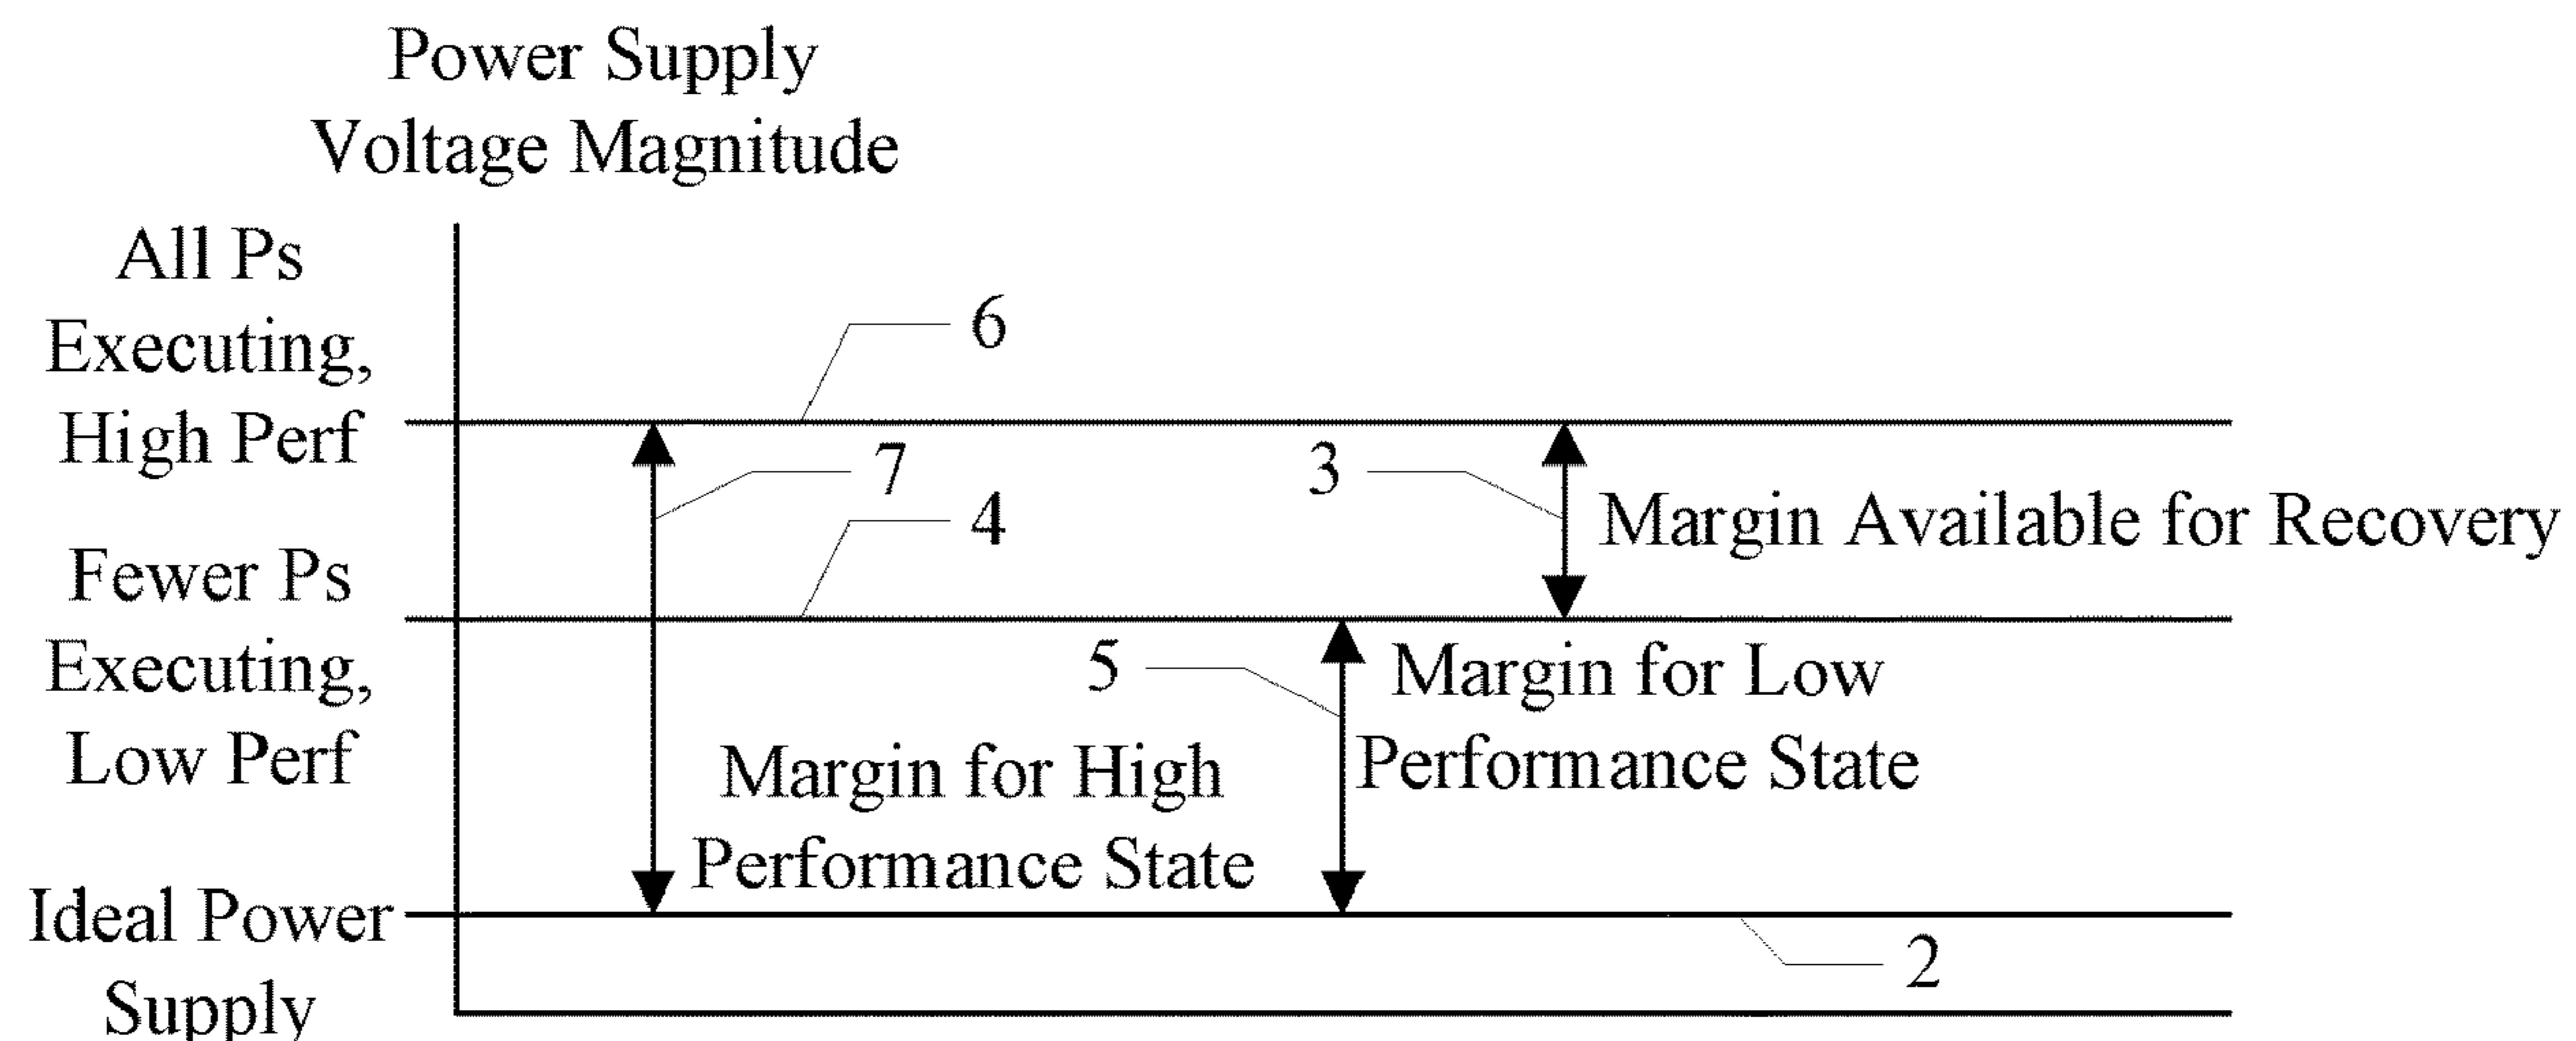 Power Supply
Voltage Magnitude
All Ps
Executing,
High Perf
6
7
3
4
Margin Available for Recovery
Fewer Ps
Executing,
Low Perf
5
Margin for Low
Performance State
Margin for High
Performance State
Ideal Power
Supply
2